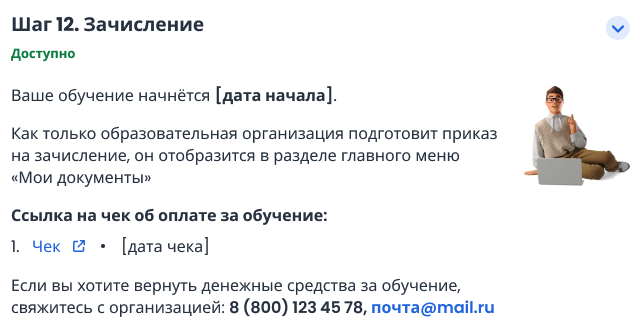 Шаг 12. Зачисление
Доступно
Ваше обучение начнётся [дата начала].
Как только образовательная организация подготовит приказ
на зачисление, он отобразится в разделе главного меню
«Мои документы»
Ссылка на чек об оплате за обучение:
1. Чек • [дата чека]
Если вы хотите вернуть денежные средства за обучение,
свяжитесь с организацией: 8 (800) 123 45 78, почта@mail.ru